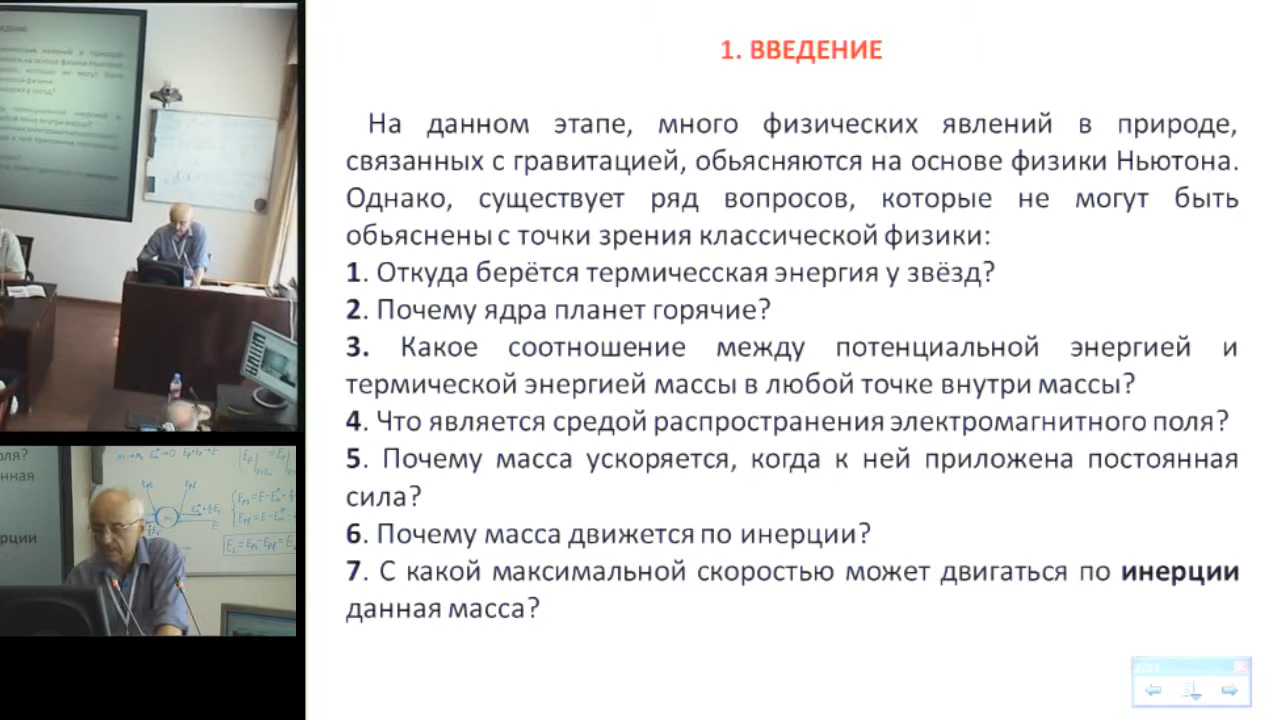 1. ВВЕДЕНИЕ
На данном этапе, много физических явлений в природе,
связанных с гравитацией, обьясняются на основе физики Ньютона.
Однако, существует ряд вопросов, которые не могут быть
обьяснены с точки зрения классической физики:
1. Откуда берётся термичесская энергия у звёзд?
2. Почему ядра планет горячие?
3. Какое соотношение между потенциальной энергией и
термической энергией массы в любой точке внутри массы?
4. Что является средой распространения электромагнитного поля?
5. Почему масса ускоряется, когда к ней приложена постоянная
сила?
6. Почему масса движется по инерции?
7. С какой максимальной скоростью может двигаться по инерции
данная масса?